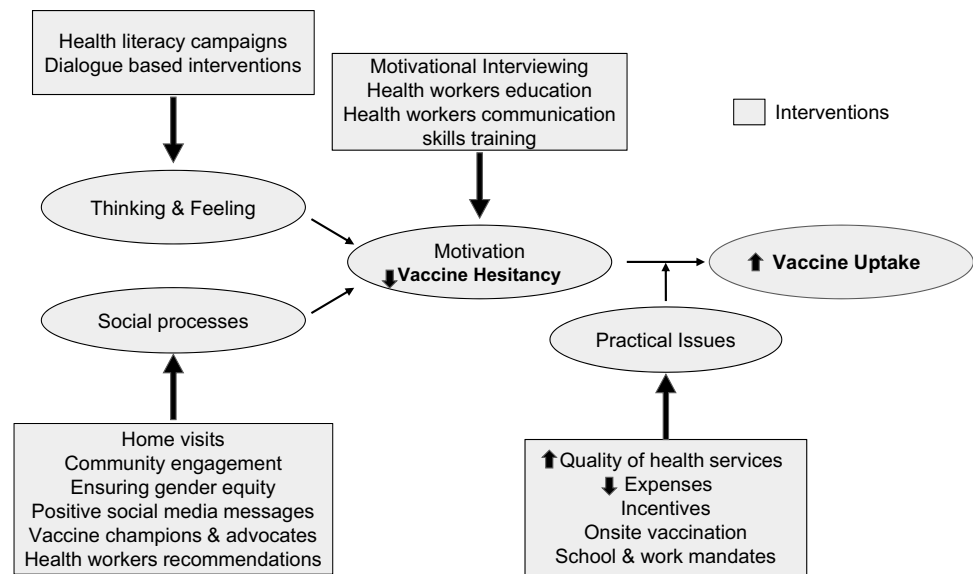 Health literacy campaigns
Dialogue based interventions
Motivational Interviewing
Health workers education
Health workers communication
skills training
Interventions
Thinking & Feeling
Motivation
Vaccine Hesitancy
Vaccine Uptake
Social processes
Practical Issues
Home visits
Community engagement
Ensuring gender equity
Positive social media messages
Vaccine champions & advocates
Health workers recommendations
Quality of health services
Expenses
Incentives
Onsite vaccination
School & work mandates